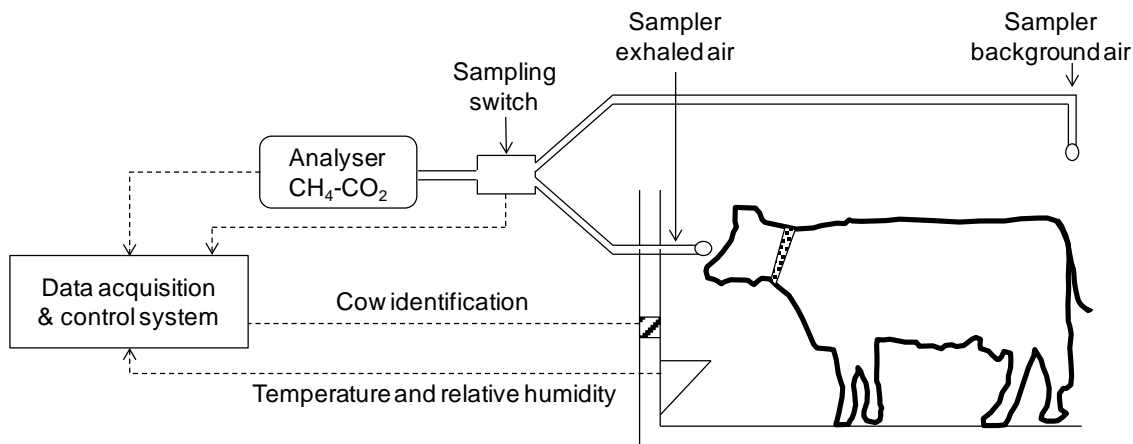 Sampler
exhaled air
Sampler
background air
Sampling
switch
Analyser
CH₄-CO₂
Data acquisition
& control system
Cow identification
Temperature and relative humidity